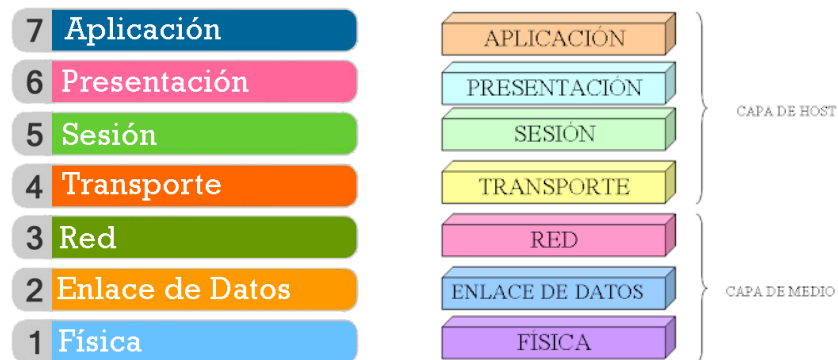 7 Aplicación
6 Presentación
5 Sesión
4 Transporte
3 Red
2 Enlace de Datos
1 Física
APLICACIÓN
PRESENTACIÓN
SESIÓN
TRANSPORTE
RED
ENLACE DE DATOS
FÍSICA
CAPA DE HOST
CAPA DE MEDIO